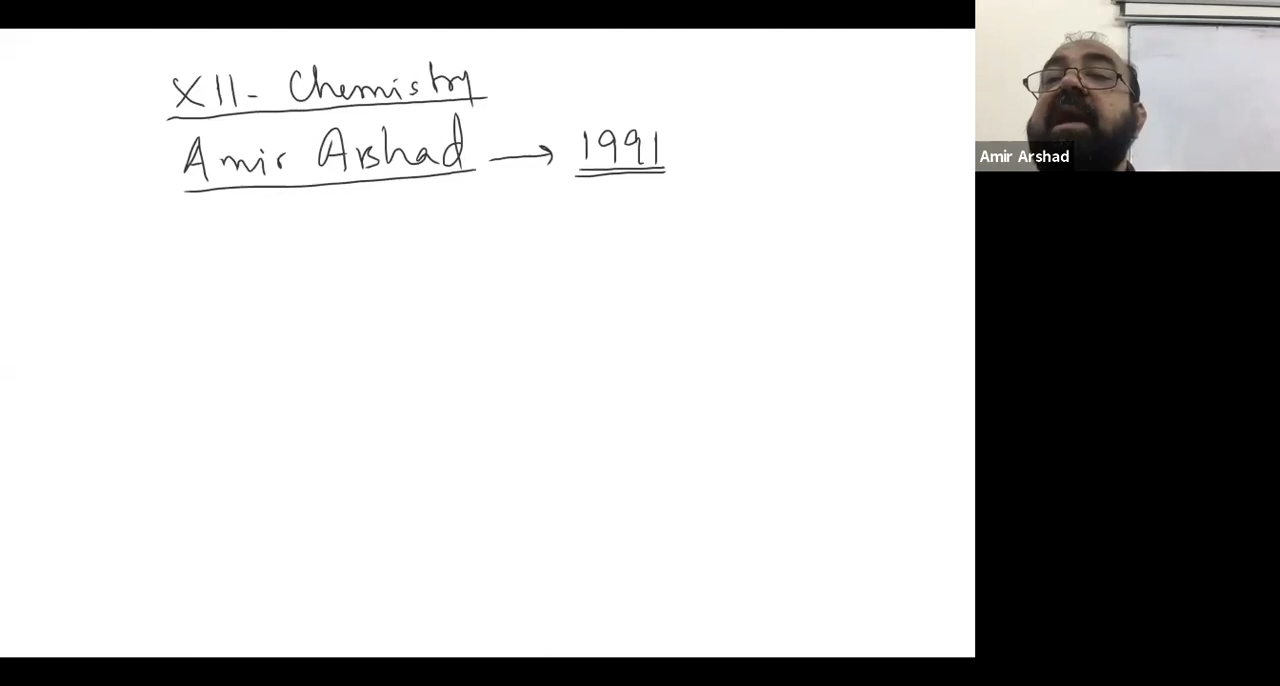 XII - Chemistry
Amir Arshad → 1991
Amir Arshad